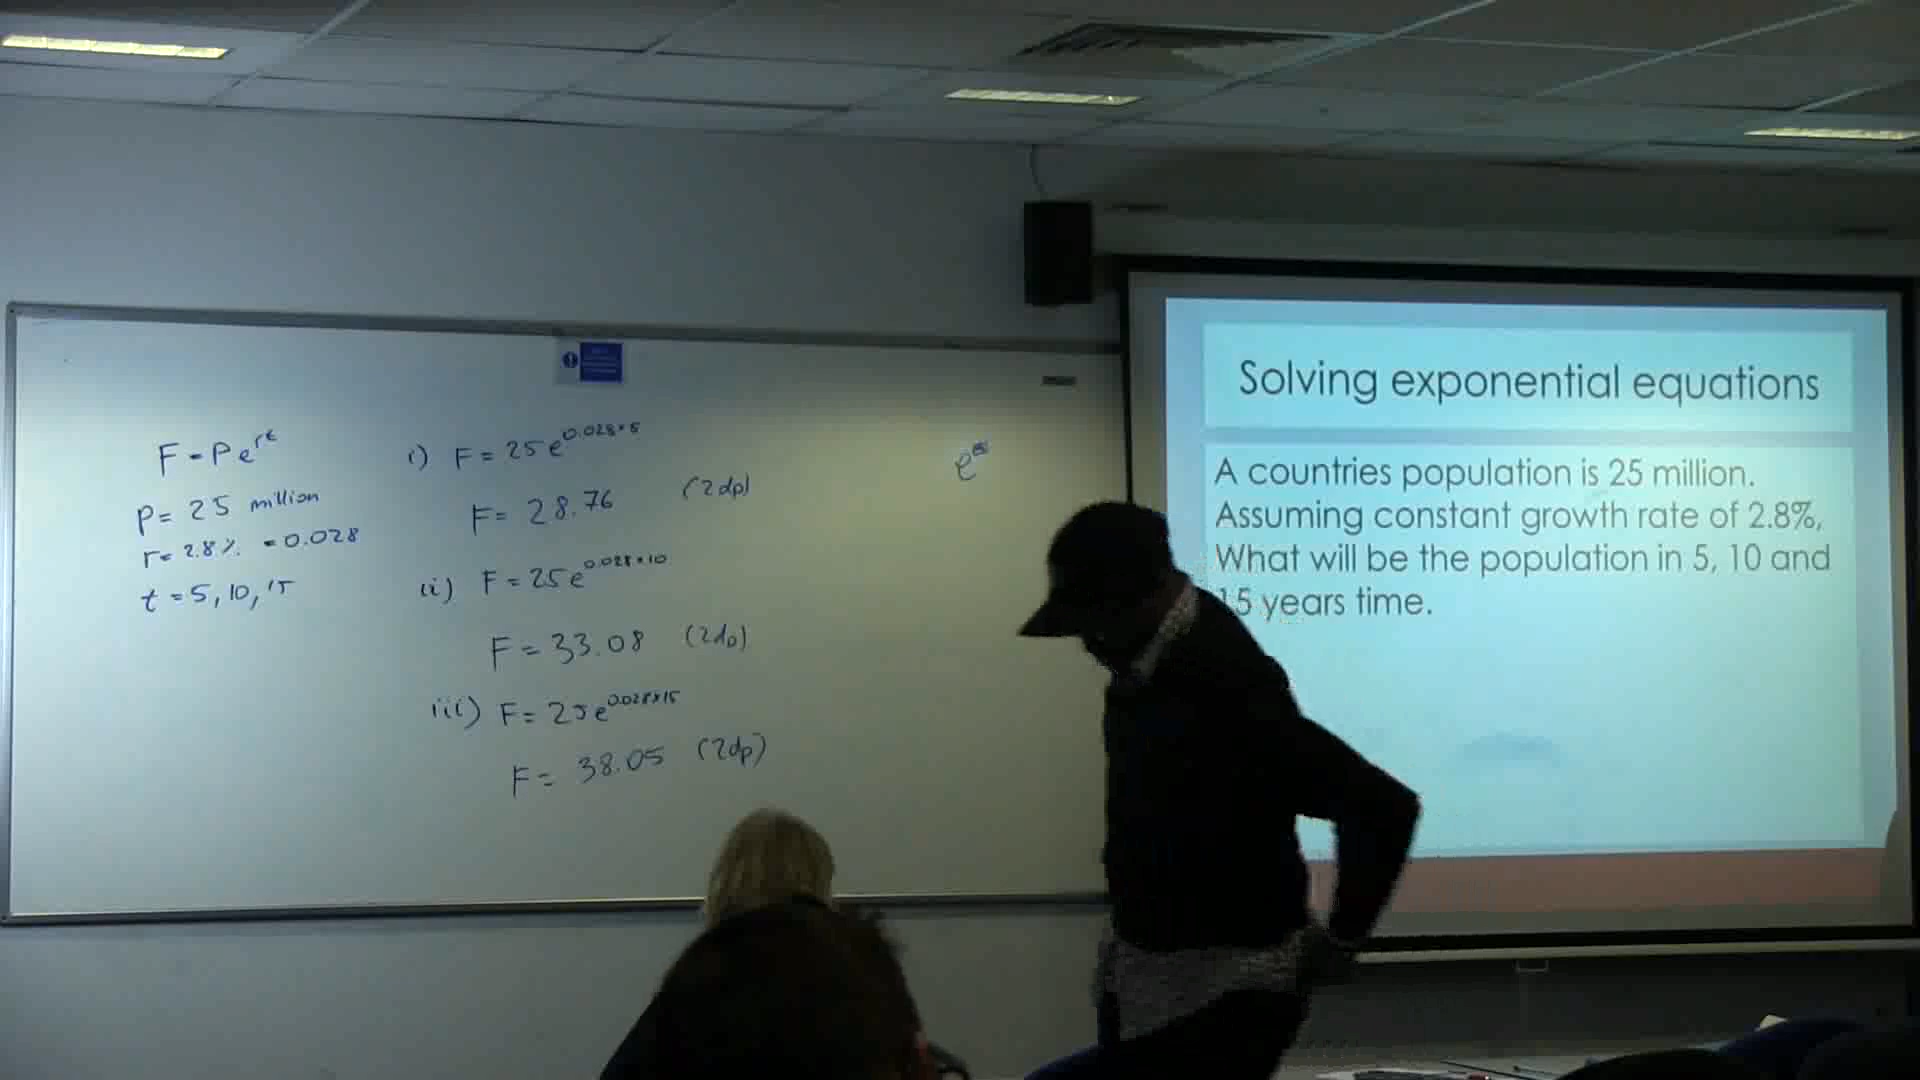 F = Pe^rt
P = 25 million
r = 2.8% = 0.028
t = 5, 10, 15
i) F = 25e^0.028×5
F = 28.76 (2dp)
ii) F = 25e^0.028×10
F = 33.08 (2dp)
iii) F = 25e^0.028×15
F = 38.05 (2dp)
Solving exponential equations
A countries population is 25 million.
Assuming constant growth rate of 2.8%,
What will be the population in 5, 10 and
15 years time.